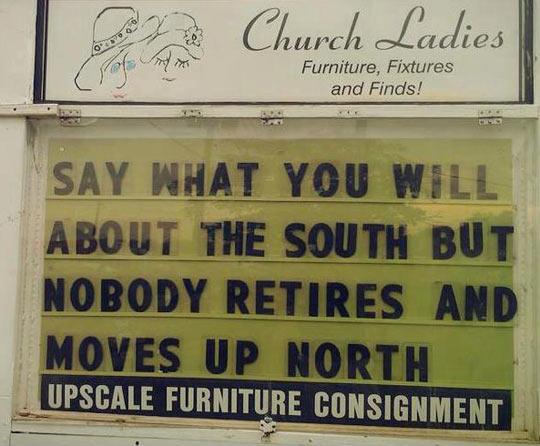 Church Ladies
Furniture, Fixtures
and Finds!
SAY WHAT YOU WILL
ABOUT THE SOUTH BUT
NOBODY RETIRES AND
MOVES UP NORTH
UPSCALE FURNITURE CONSIGNMENT